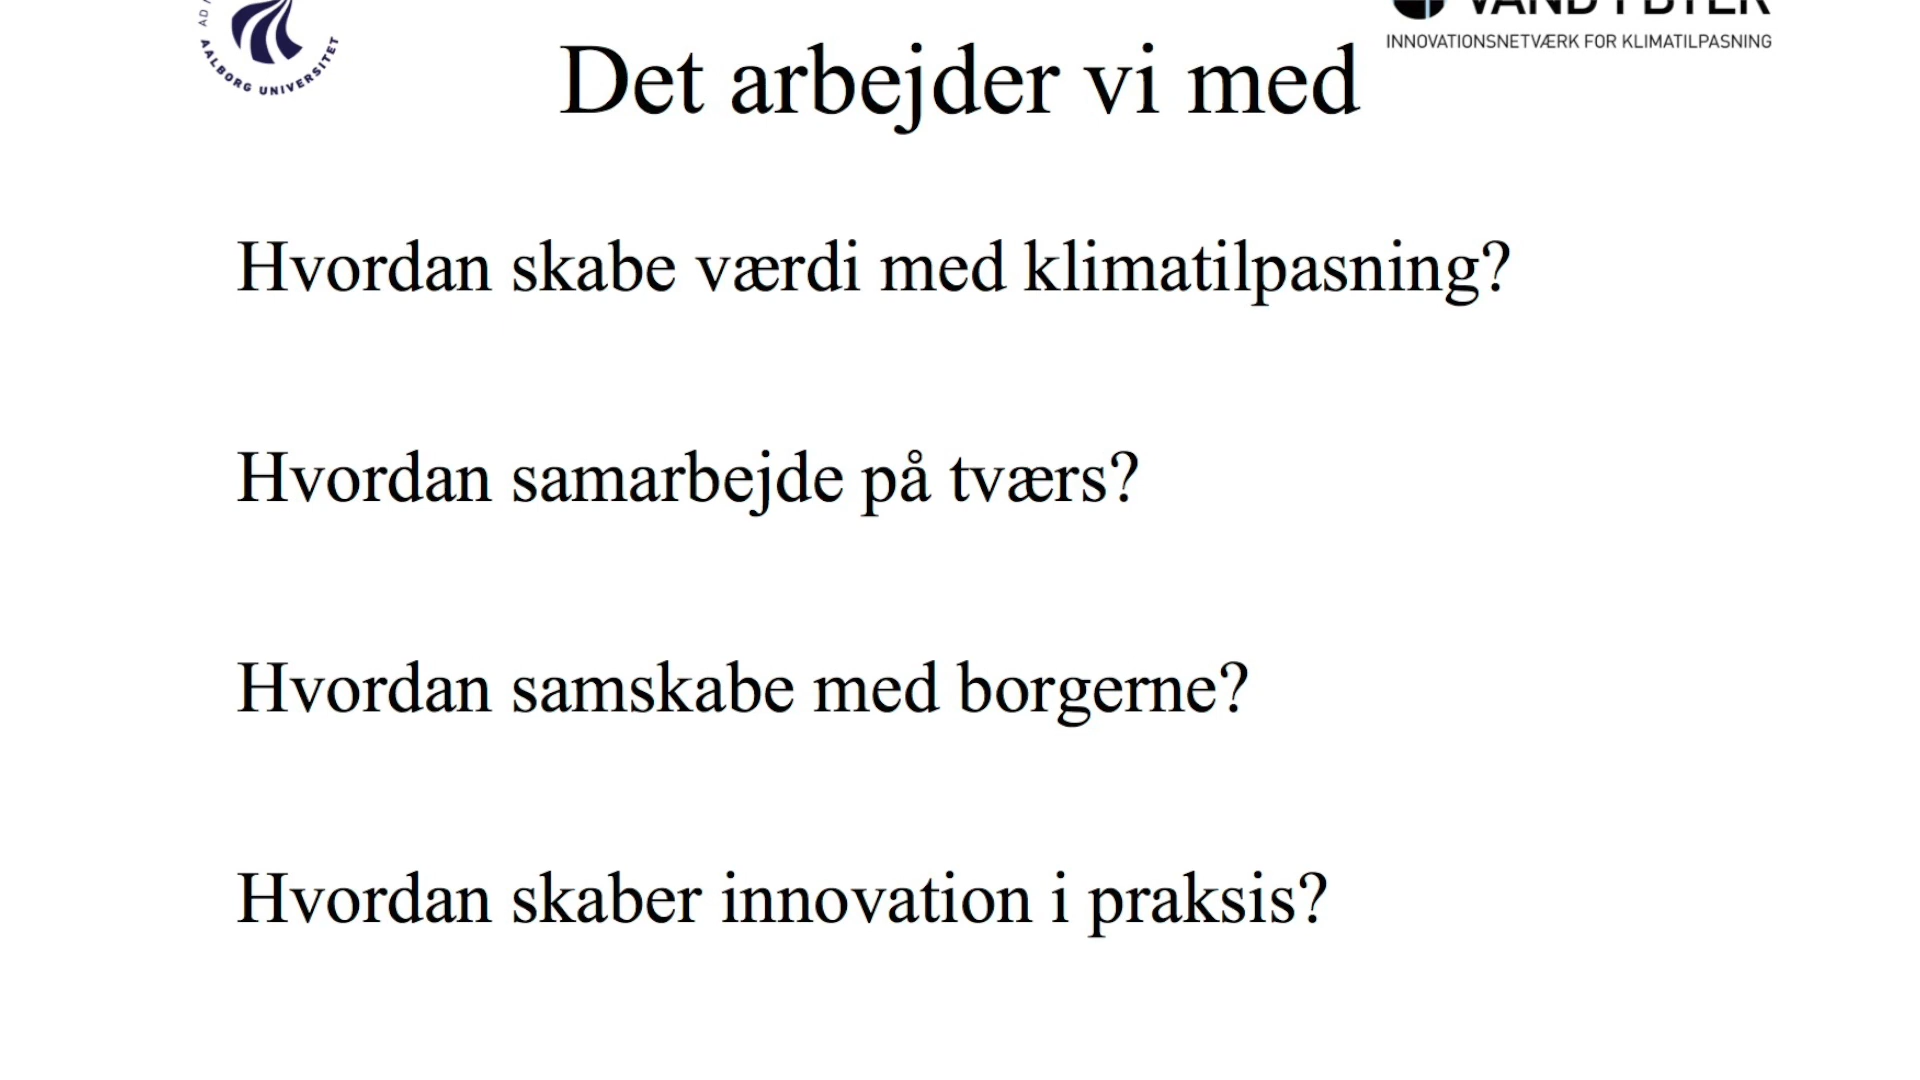 AALBORG UNIVERSITET
INNOVATIONSNETVÆRK FOR KLIMATILPASNING
Det arbejder vi med
Hvordan skabe værdi med klimatilpasning?
Hvordan samarbejde på tværs?
Hvordan samskabe med borgerne?
Hvordan skaber innovation i praksis?